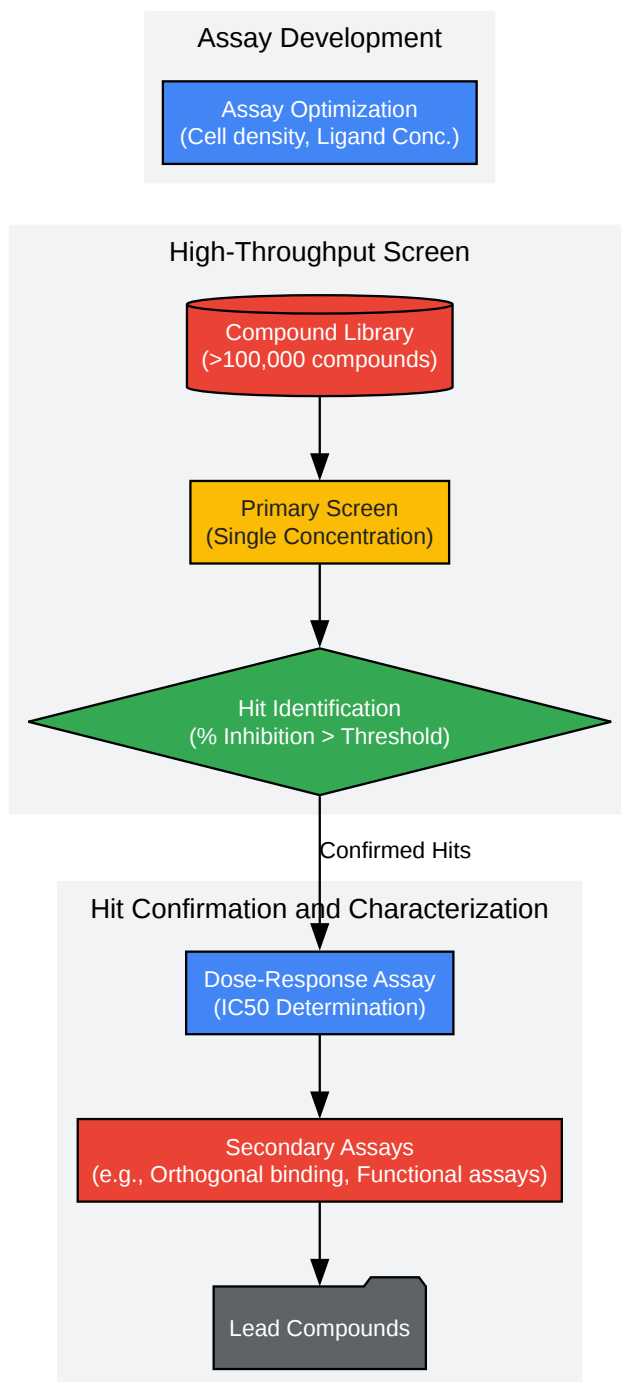 Assay Development
Assay Optimization
(Cell density, Ligand Conc.)
High-Throughput Screen
Compound Library
(>100,000 compounds)
Primary Screen
(Single Concentration)
Hit Identification
(% Inhibition > Threshold)
Confirmed Hits
Hit Confirmation and Characterization
Dose-Response Assay
(IC50 Determination)
Secondary Assays
(e.g., Orthogonal binding, Functional assays)
Lead Compounds